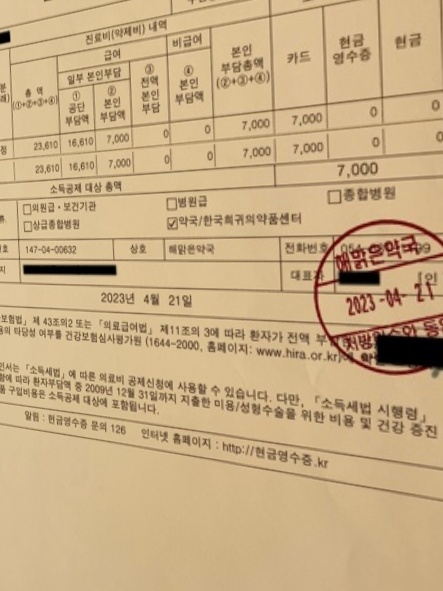 진료비(약제비) 내역
급여
비급여
일부 본인부담
총 액
(①+②+③+④)
①
공단
부담액
②
본인
부담액
③
전액
본인
부담
④
본인
부담액
본인
부담총액
(②+③+④)
카드
현금
영수증
현금
정 23,610 16,610 7,000 0 0 7,000 7,000 0 0
23,610 16,610 7,000 0 0 7,000 7,000 0 0
소득공제 대상 총액 7,000
□의원급·보건기관 □병원급 □종합병원
□상급종합병원 ☑약국/한국희귀의약품센터
호 147-04-00632 상호 해맑은약국 전화번호 054
지 대표자 [인
해맑은약국
2023-04-21
2023년 4월 21일
보험법」 제 43조의2 또는 「의료급여법」 제11조의 3에 따라 환자가 전액 부
용의 타당성 여부를 건강보험심사평가원 (1644-2000, 홈페이지: www.hira.or.kr)
인서는 「소득세법」에 따른 의료비 공제신청에 사용할 수 있습니다. 다만, 「소득세법 시행령」
항에 따라 환자부담액 중 2009년 12월 31일까지 지출한 미용/성형수술을 위한 비용 및 건강 증진
품 구입비용은 소득공제 대상에 포함됩니다.
알림 : 현금영수증 문의 126 인터넷 홈페이지 : http://현금영수증.kr